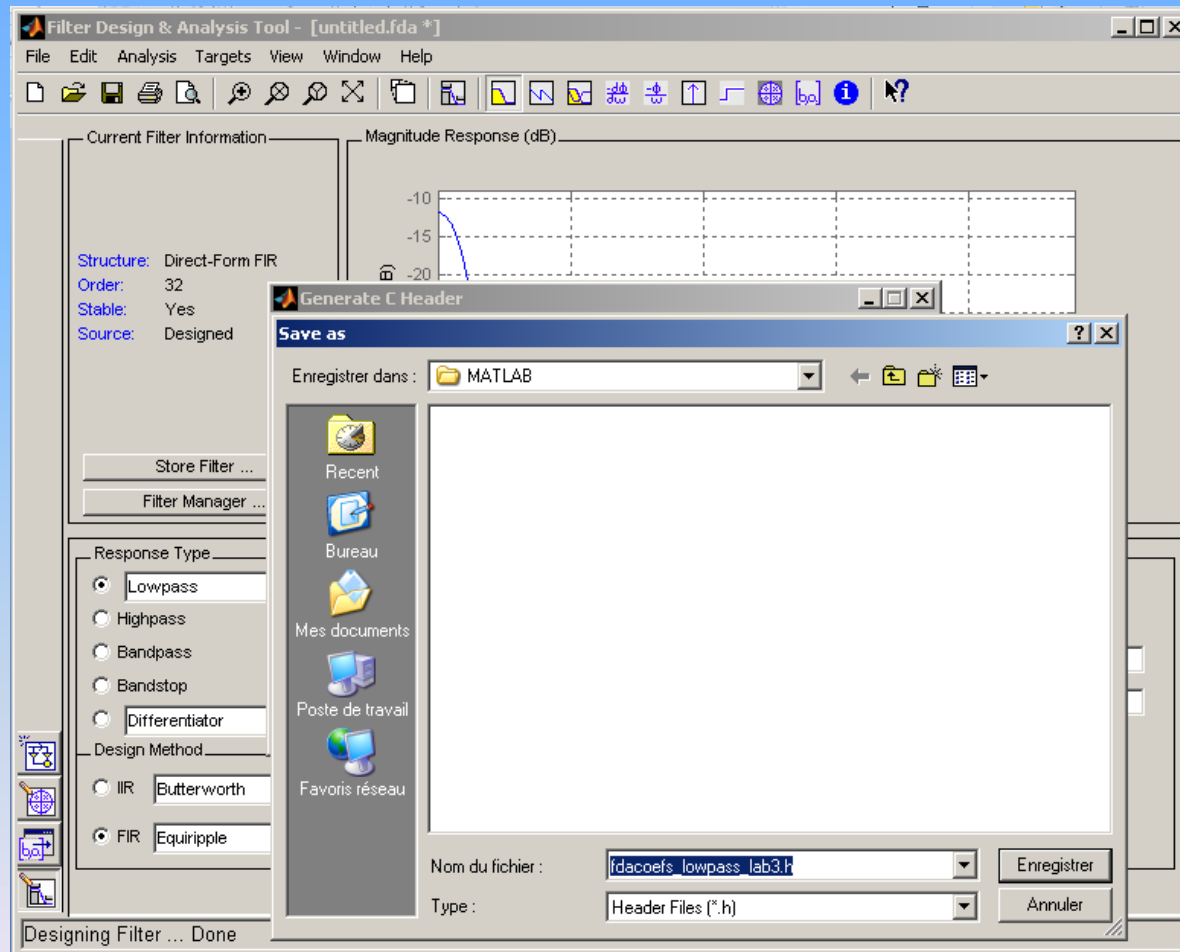 Filter Design & Analysis Tool - [untitled.fda *]
File Edit Analysis Targets View Window Help
Current Filter Information
Structure: Direct-Form FIR
Order: 32
Stable: Yes
Source: Designed
Store Filter ...
Filter Manager ...
Magnitude Response (dB)
-10
-15
-20
Generate C Header
Save as
Enregistrer dans :
MATLAB
Recent
Bureau
Mes documents
Poste de travail
Favoris réseau
Nom du fichier :
fdacoefs_lowpass_lab3.h
Enregistrer
Type :
Header Files (*.h)
Annuler
Response Type
Lowpass
Highpass
Bandpass
Bandstop
Differentiator
Design Method
IIR Butterworth
FIR Equiripple
Designing Filter ... Done